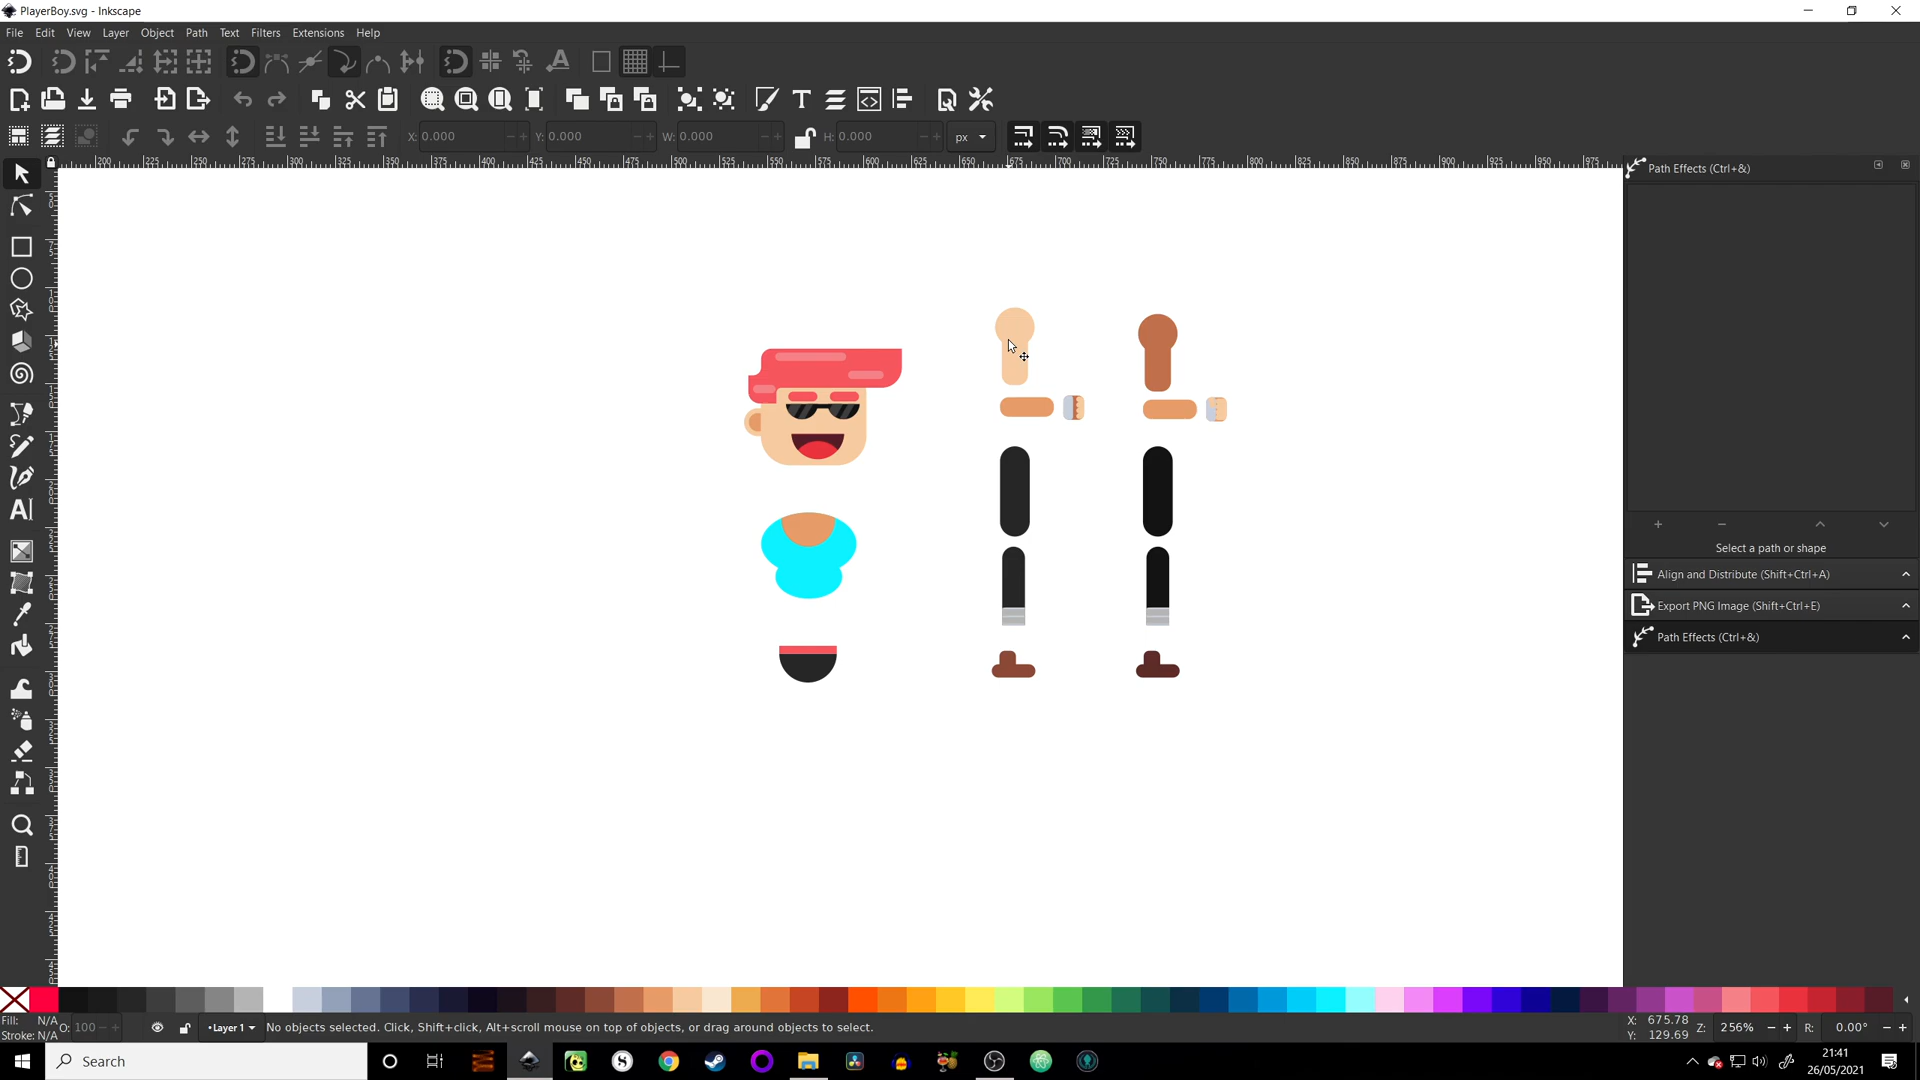 PlayerBoy.svg - Inkscape
File Edit View Layer Object Path Text Filters Extensions Help
X: 0.000 Y: 0.000 W: 0.000 H: 0.000 px
Path Effects (Ctrl+&)
Select a path or shape
Align and Distribute (Shift+Ctrl+A)
Export PNG Image (Shift+Ctrl+E)
Path Effects (Ctrl+&)
Fill: N/A O: 100
Stroke: N/A
•Layer 1
No objects selected. Click, Shift+click, Alt+scroll mouse on top of objects, or drag around objects to select.
X: 675.78 Z: 256% R: 0.00°
Y: 129.69
Search
21:41
26/05/2021